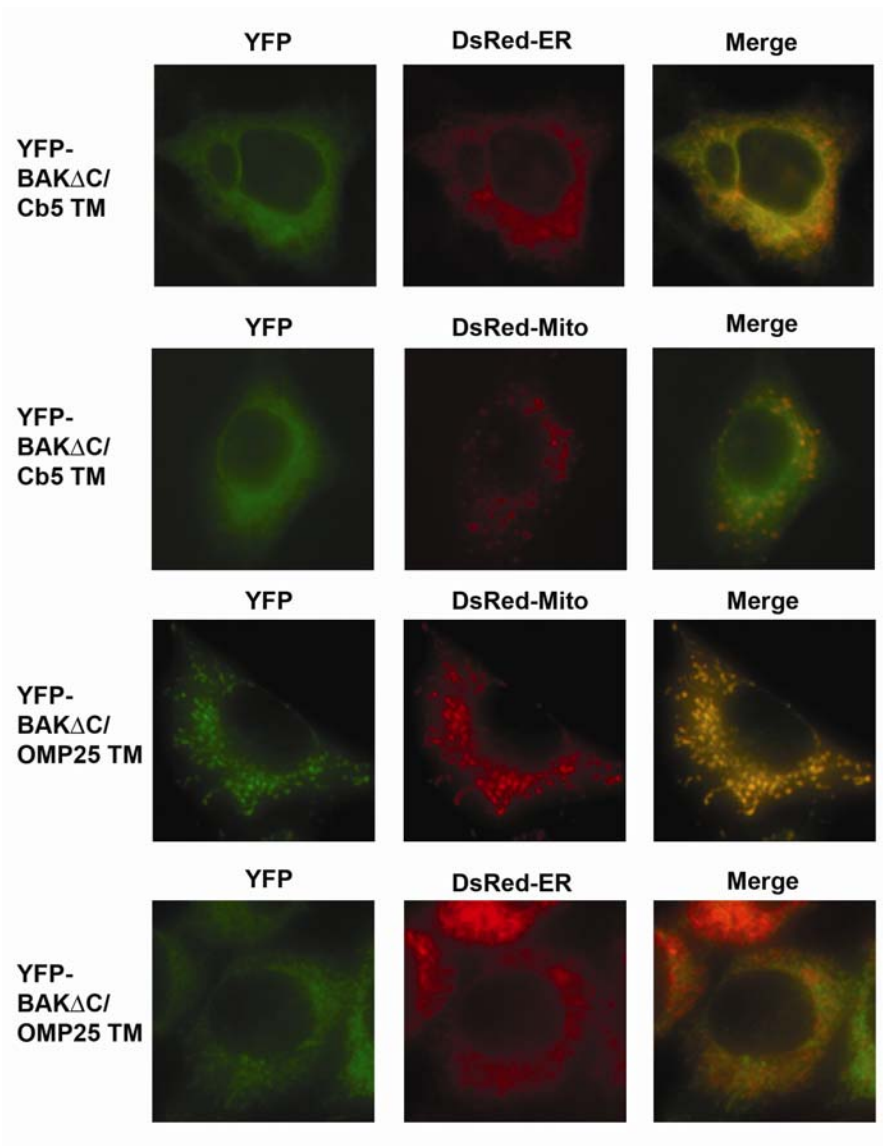 YFP DsRed-ER Merge
YFP-
BAKΔC/
Cb5 TM
YFP DsRed-Mito Merge
YFP-
BAKΔC/
Cb5 TM
YFP DsRed-Mito Merge
YFP-
BAKΔC/
OMP25 TM
YFP DsRed-ER Merge
YFP-
BAKΔC/
OMP25 TM